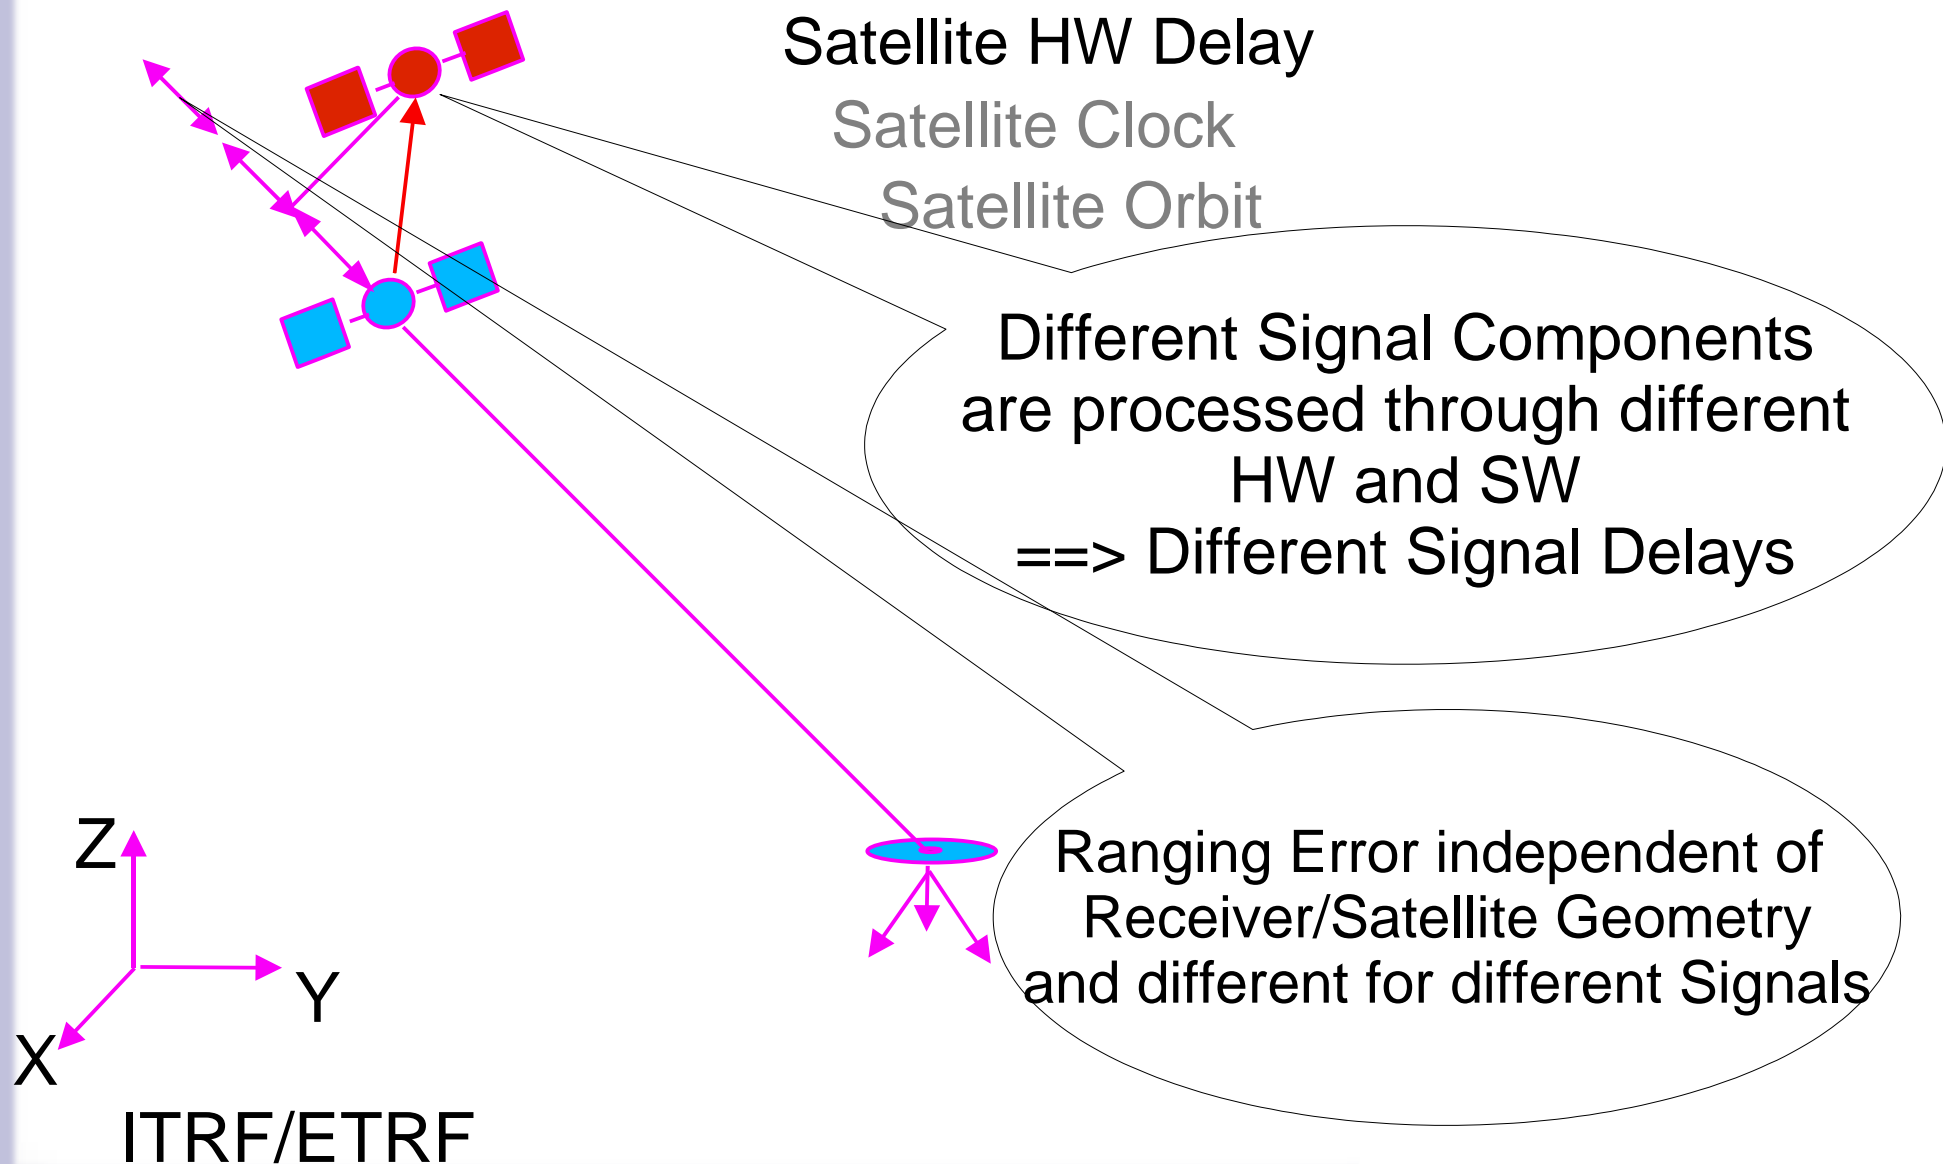 Satellite HW Delay
Satellite Clock
Satellite Orbit
Different Signal Components
are processed through different
HW and SW
==> Different Signal Delays
Ranging Error independent of
Receiver/Satellite Geometry
and different for different Signals
Z
Y
X
ITRF/ETRF